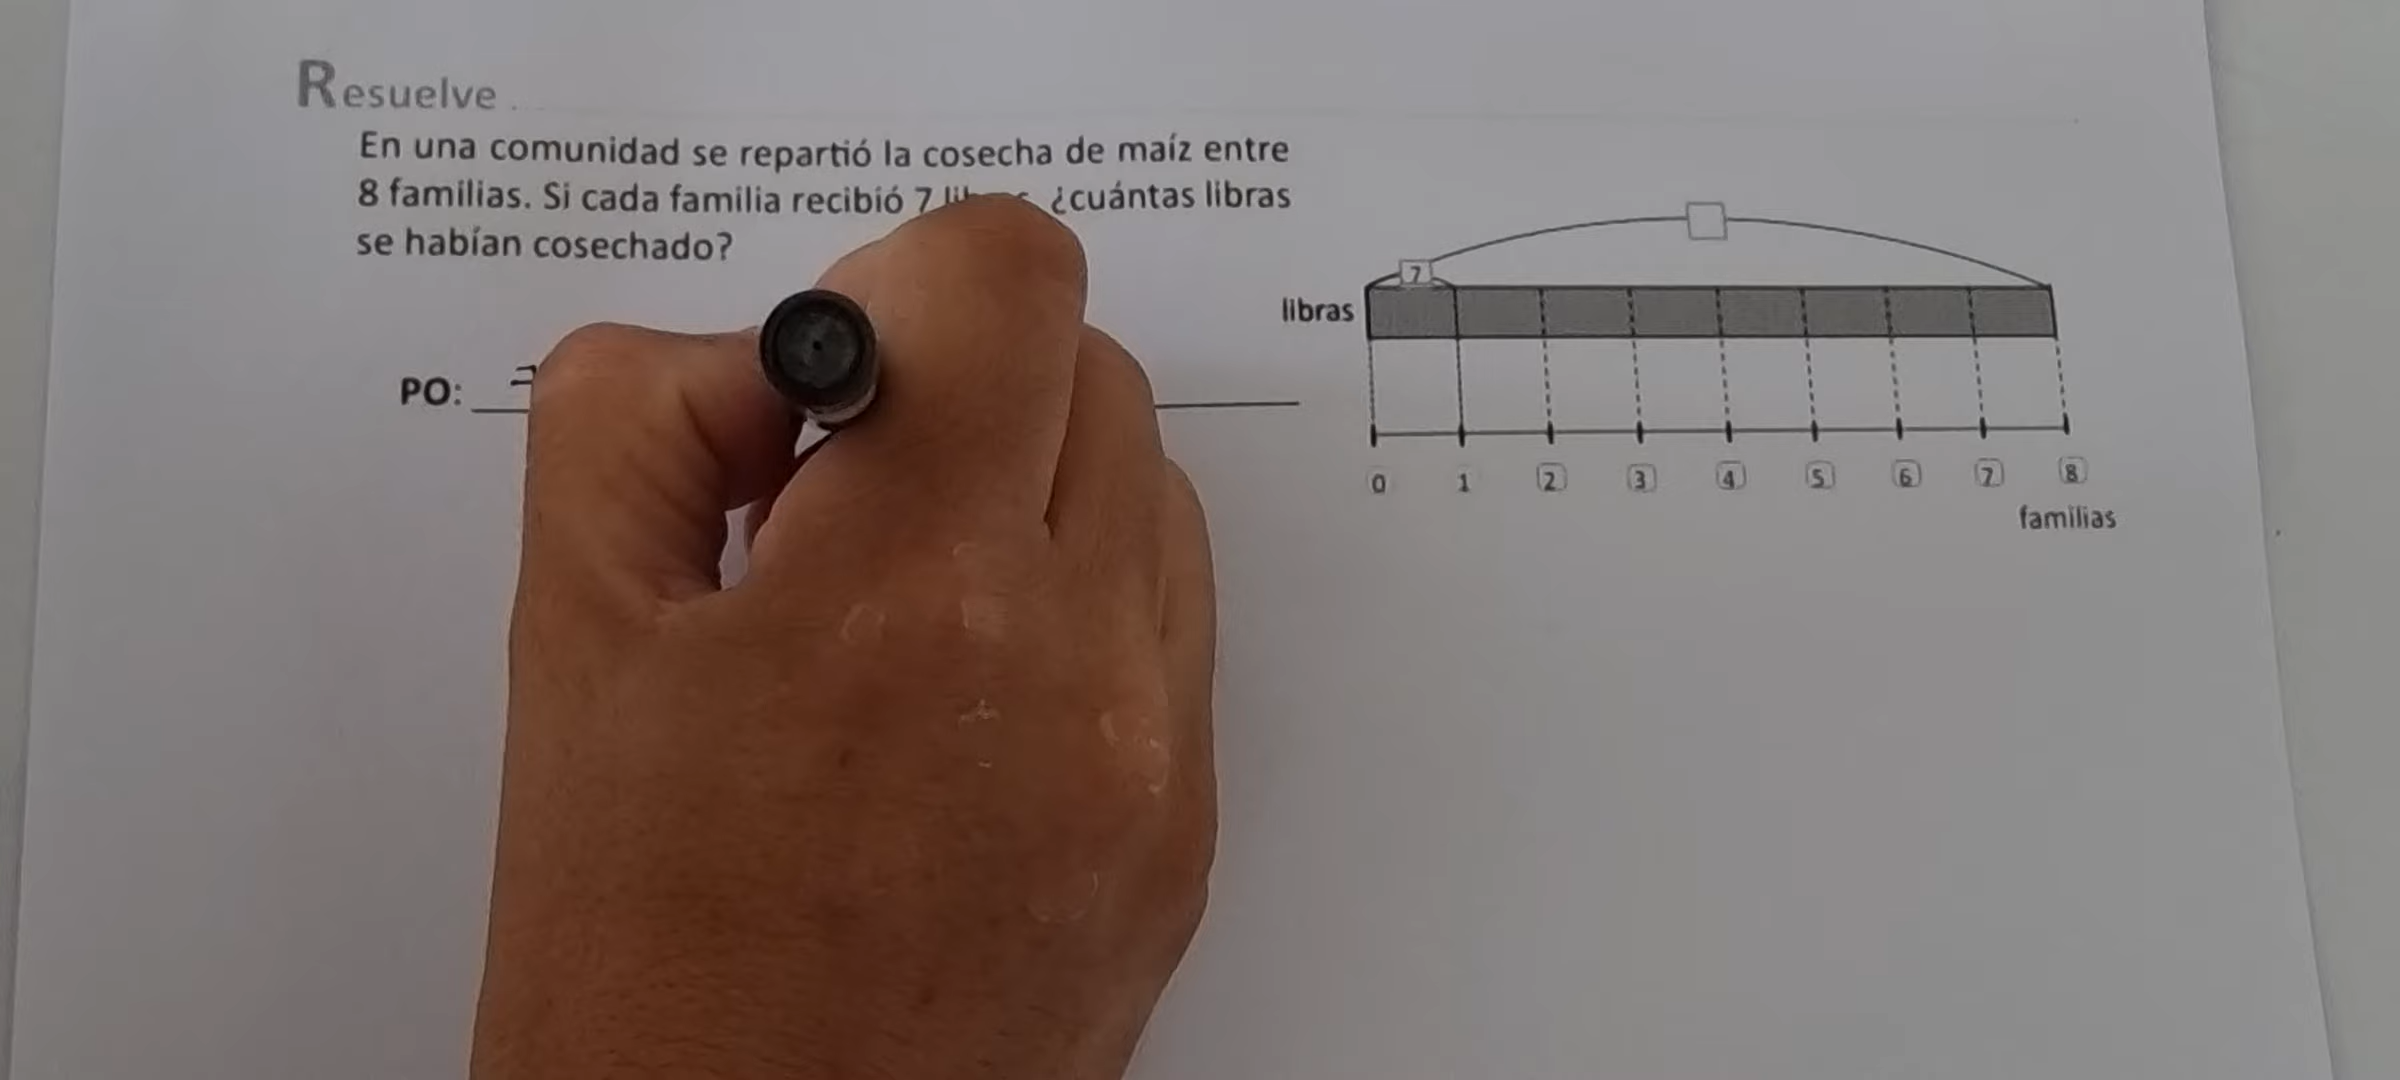 Resuelve
En una comunidad se repartió la cosecha de maíz entre
8 familias. Si cada familia recibió 7 ¿cuántas libras
se habían cosechado?
7
libras
PO:
0 1 2 3 4 5 6 7 8
familias